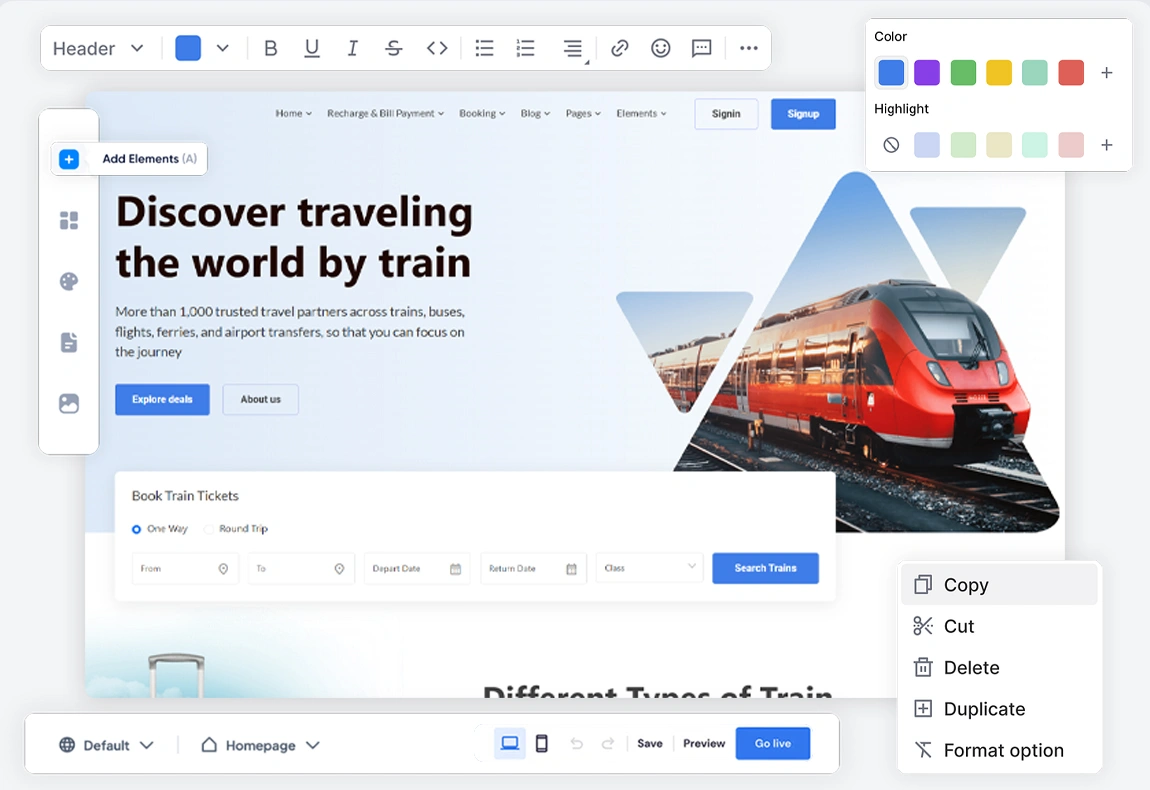 Header
Color
Highlight
Home Recharge & Bill Payment Booking Blog Pages Elements Signin Signup
Add Elements (A)
Discover traveling
the world by train
More than 1,000 trusted travel partners across trains, buses,
flights, ferries, and airport transfers, so that you can focus on
the journey
Explore deals About us
Book Train Tickets
One Way Round Trip
From To Depart Date Return Date Class Search Trains
Different Types of Train
Copy
Cut
Delete
Duplicate
Format option
Default Homepage Save Preview Go live